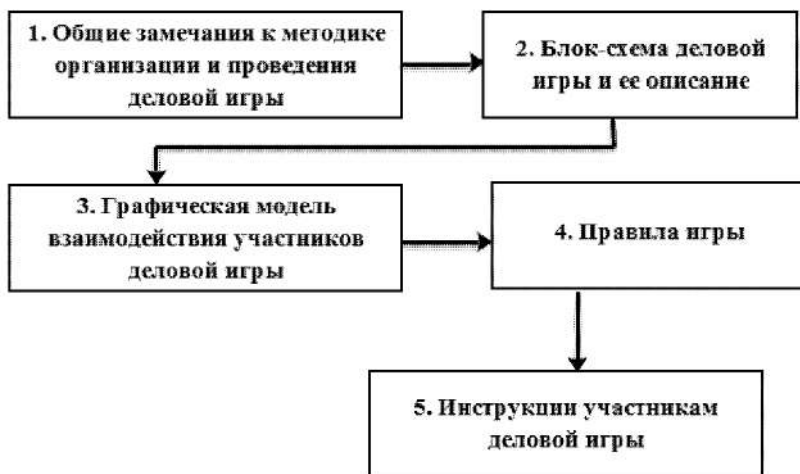 1. Общие замечания к методике
организации и проведения
деловой игры
2. Блок-схема деловой
игры и ее описание
3. Графическая модель
взаимодействия участников
деловой игры
4. Правила игры
5. Инструкции участникам
деловой игры